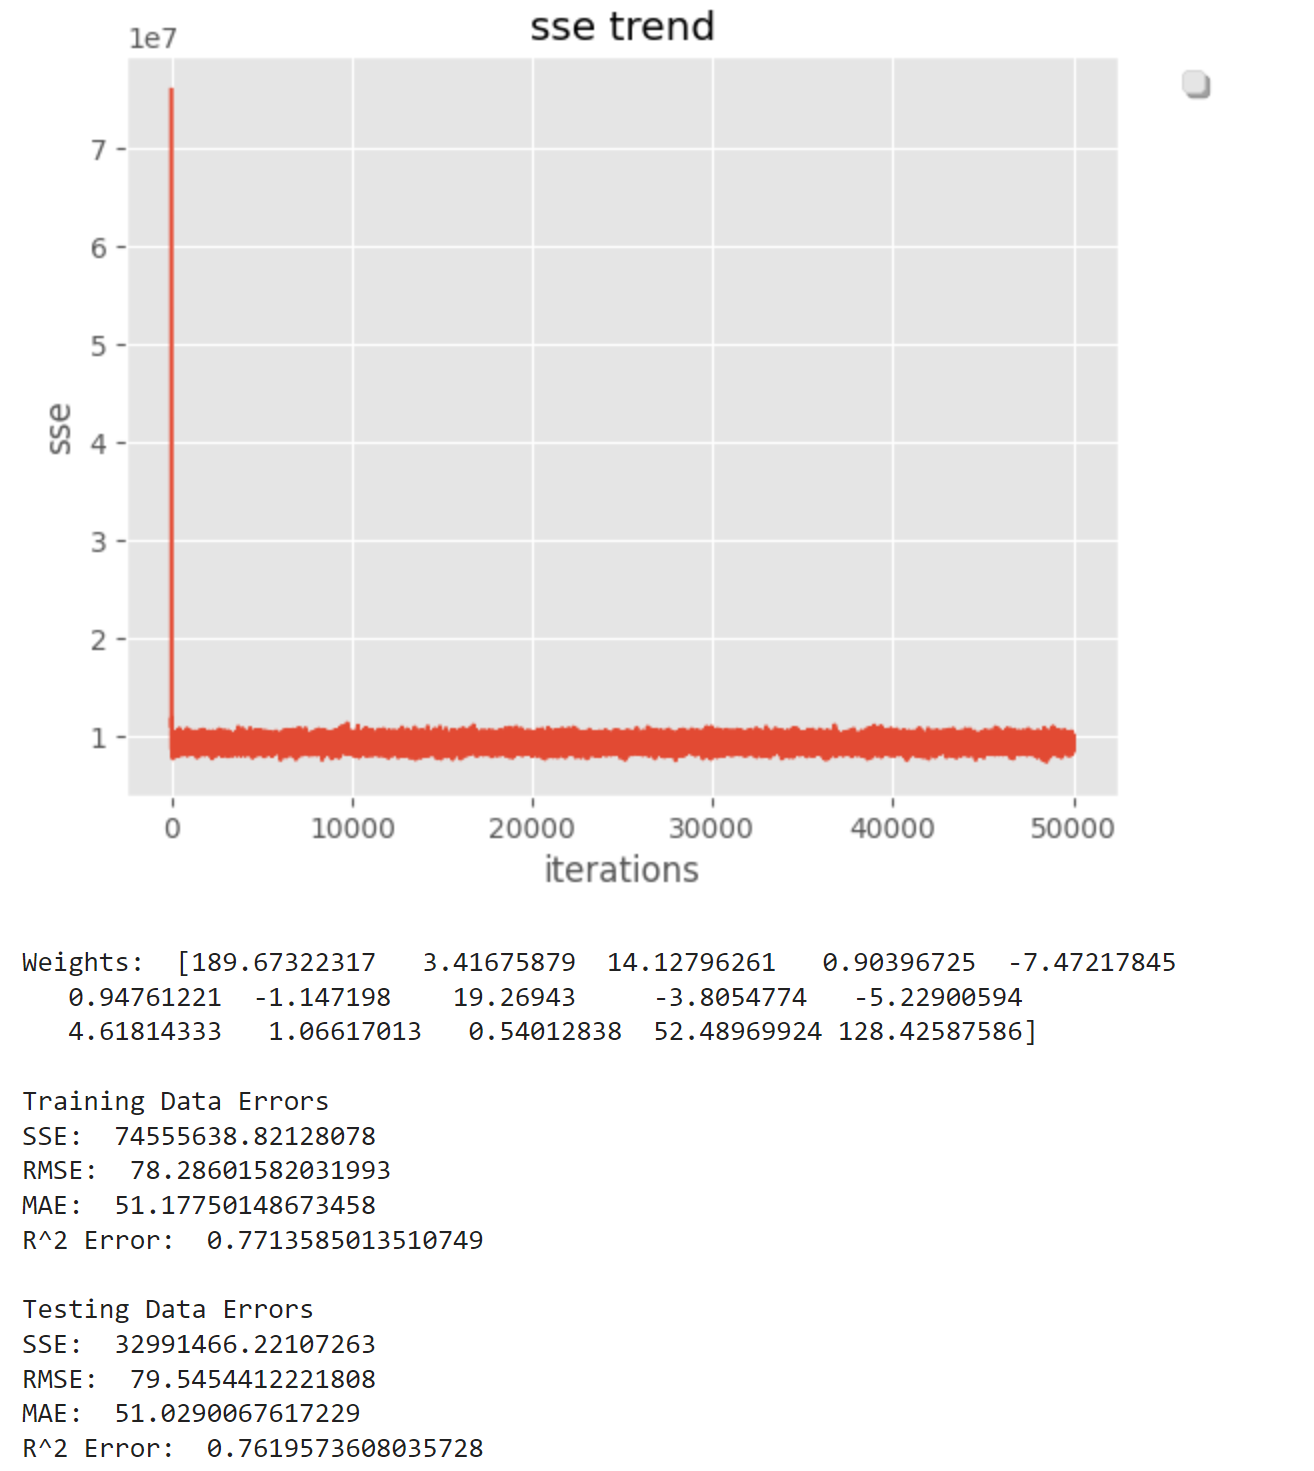 sse trend
1e7
7
6
5
4
3
2
1
sse
0 10000 20000 30000 40000 50000
iterations
Weights:  [189.67322317   3.41675879  14.12796261   0.90396725  -7.47217845
   0.94761221  -1.147198    19.26943     -3.8054774   -5.22900594
   4.61814333   1.06617013   0.54012838  52.48969924 128.42587586]
Training Data Errors
SSE:  74555638.82128078
RMSE:  78.28601582031993
MAE:  51.17750148673458
R^2 Error:  0.7713585013510749
Testing Data Errors
SSE:  32991466.22107263
RMSE:  79.5454412221808
MAE:  51.0290067617229
R^2 Error:  0.7619573608035728